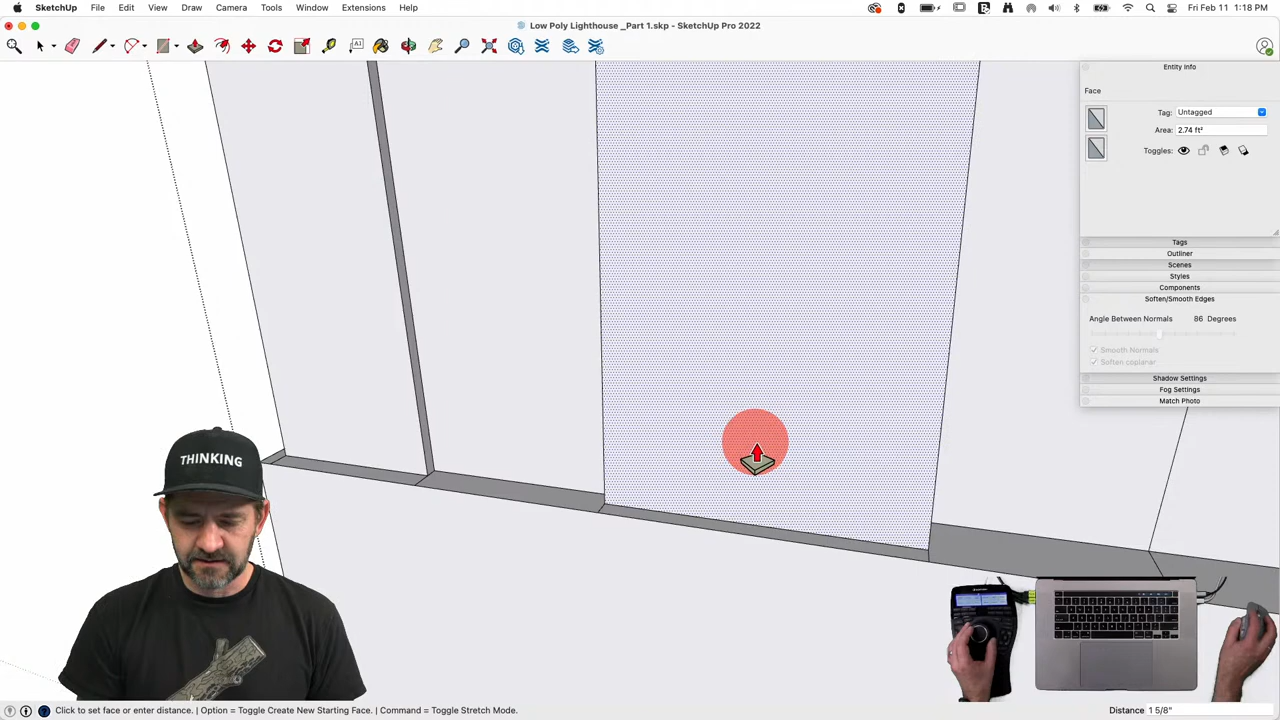 SketchUp File Edit View Draw Camera Tools Window Extensions Help Fri Feb 11 1:18 PM
Low Poly Lighthouse _Part 1.skp - SketchUp Pro 2022
Entity Info
Face
Tag: Untagged
Area: 2.74 ft²
Toggles:
Tags
Outliner
Scenes
Styles
Components
Soften/Smooth Edges
Angle Between Normals 86 Degrees
Smooth Normals
Soften coplanar
Shadow Settings
Fog Settings
Match Photo
THINKING
Click to set face or enter distance. | Option = Toggle Create New Starting Face. | Command = Toggle Stretch Mode. Distance 1 5/8"